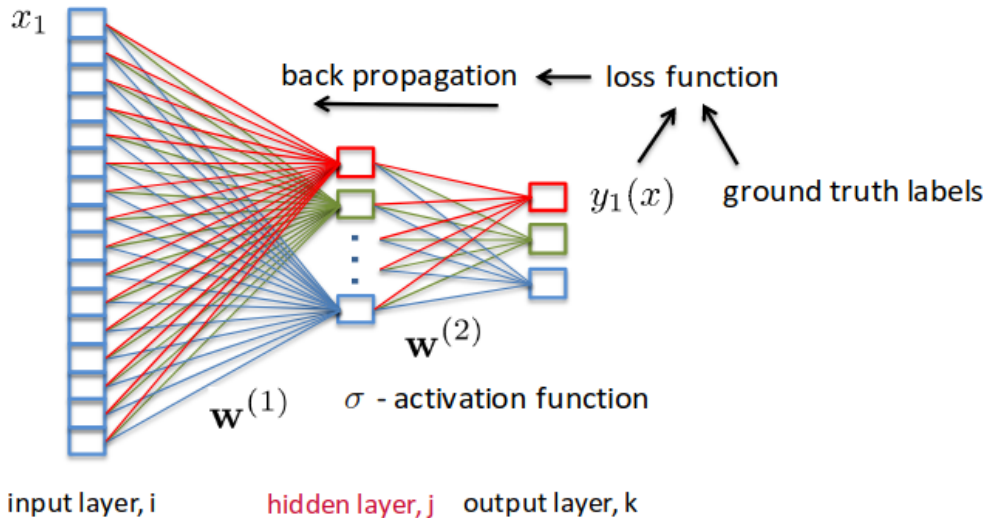 x₁
back propagation
loss function
y₁(x)
ground truth labels
w⁽²⁾
w⁽¹⁾
σ - activation function
input layer, i
hidden layer, j
output layer, k